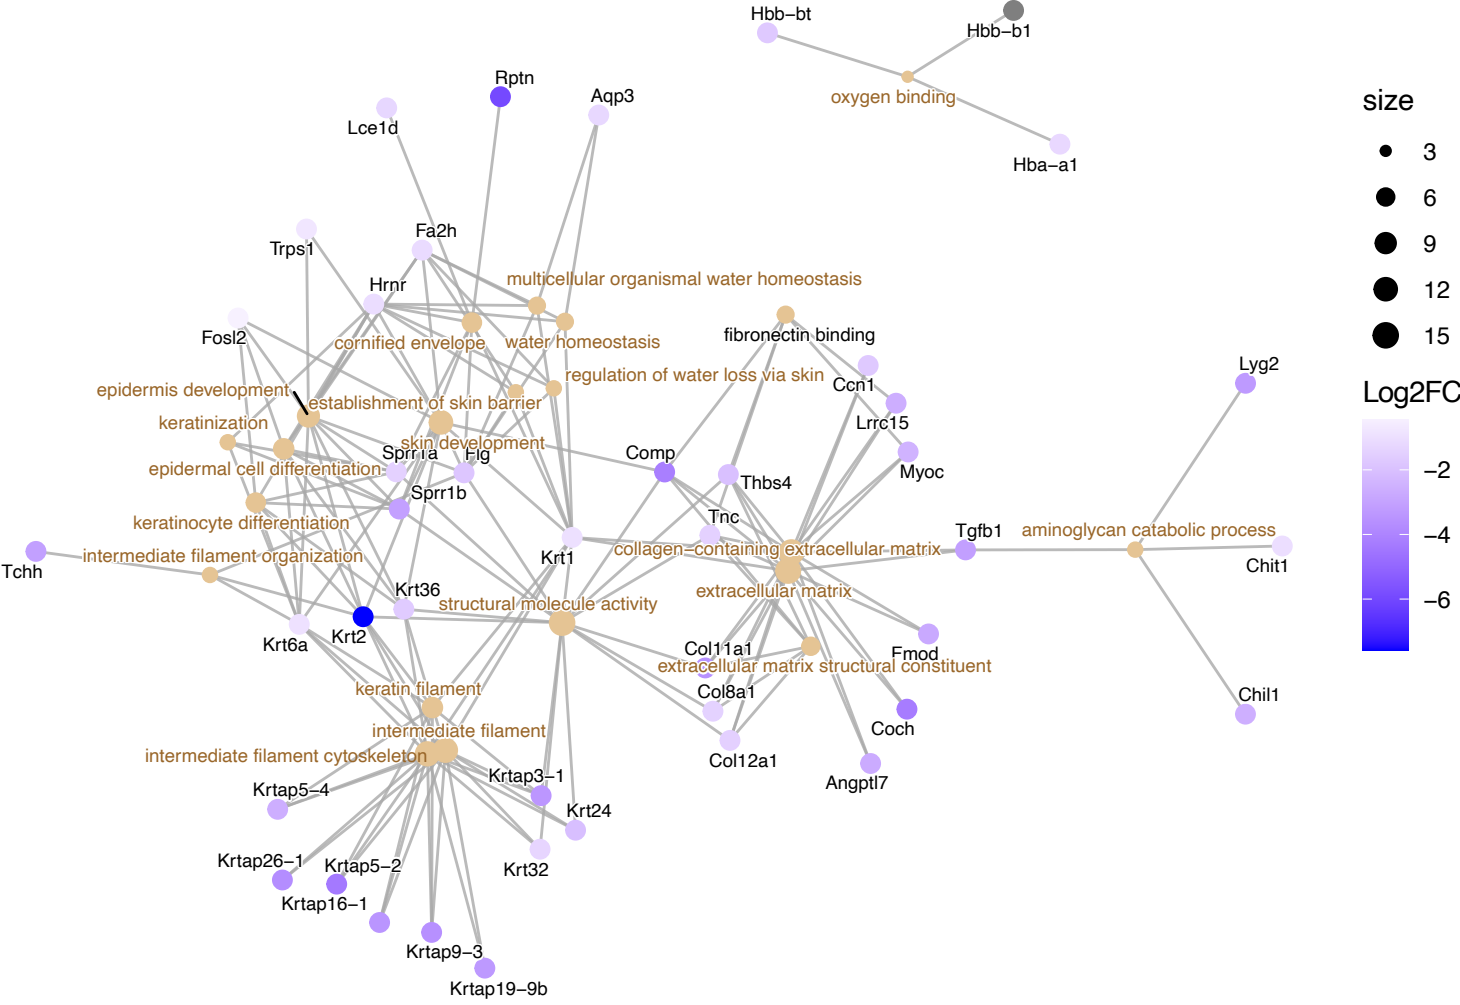 Hbb−bt
Hbb−b1
oxygen binding
Hba−a1
Rptn
Aqp3
Lce1d
Trps1
Fa2h
Hrnr
Fosl2
multicellular organismal water homeostasis
cornified envelope
water homeostasis
fibronectin binding
regulation of water loss via skin
epidermis development
establishment of skin barrier
keratinization
skin development
epidermal cell differentiation
Sprr1a
Flg
Sprr1b
keratinocyte differentiation
intermediate filament organization
Tchh
Ccn1
Lrrc15
Myoc
Comp
Thbs4
Tnc
Krt1
collagen−containing extracellular matrix
Tgfb1
aminoglycan catabolic process
Lyg2
Chit1
Chil1
extracellular matrix
Krt36
structural molecule activity
Krt6a
Krt2
Col11a1
extracellular matrix structural constituent
Fmod
Col8a1
Coch
Col12a1
Angptl7
keratin filament
intermediate filament
intermediate filament cytoskeleton
Krtap3−1
Krtap5−4
Krt24
Krt32
Krtap26−1
Krtap5−2
Krtap16−1
Krtap9−3
Krtap19−9b
size
3
6
9
12
15
Log2FC
−2
−4
−6